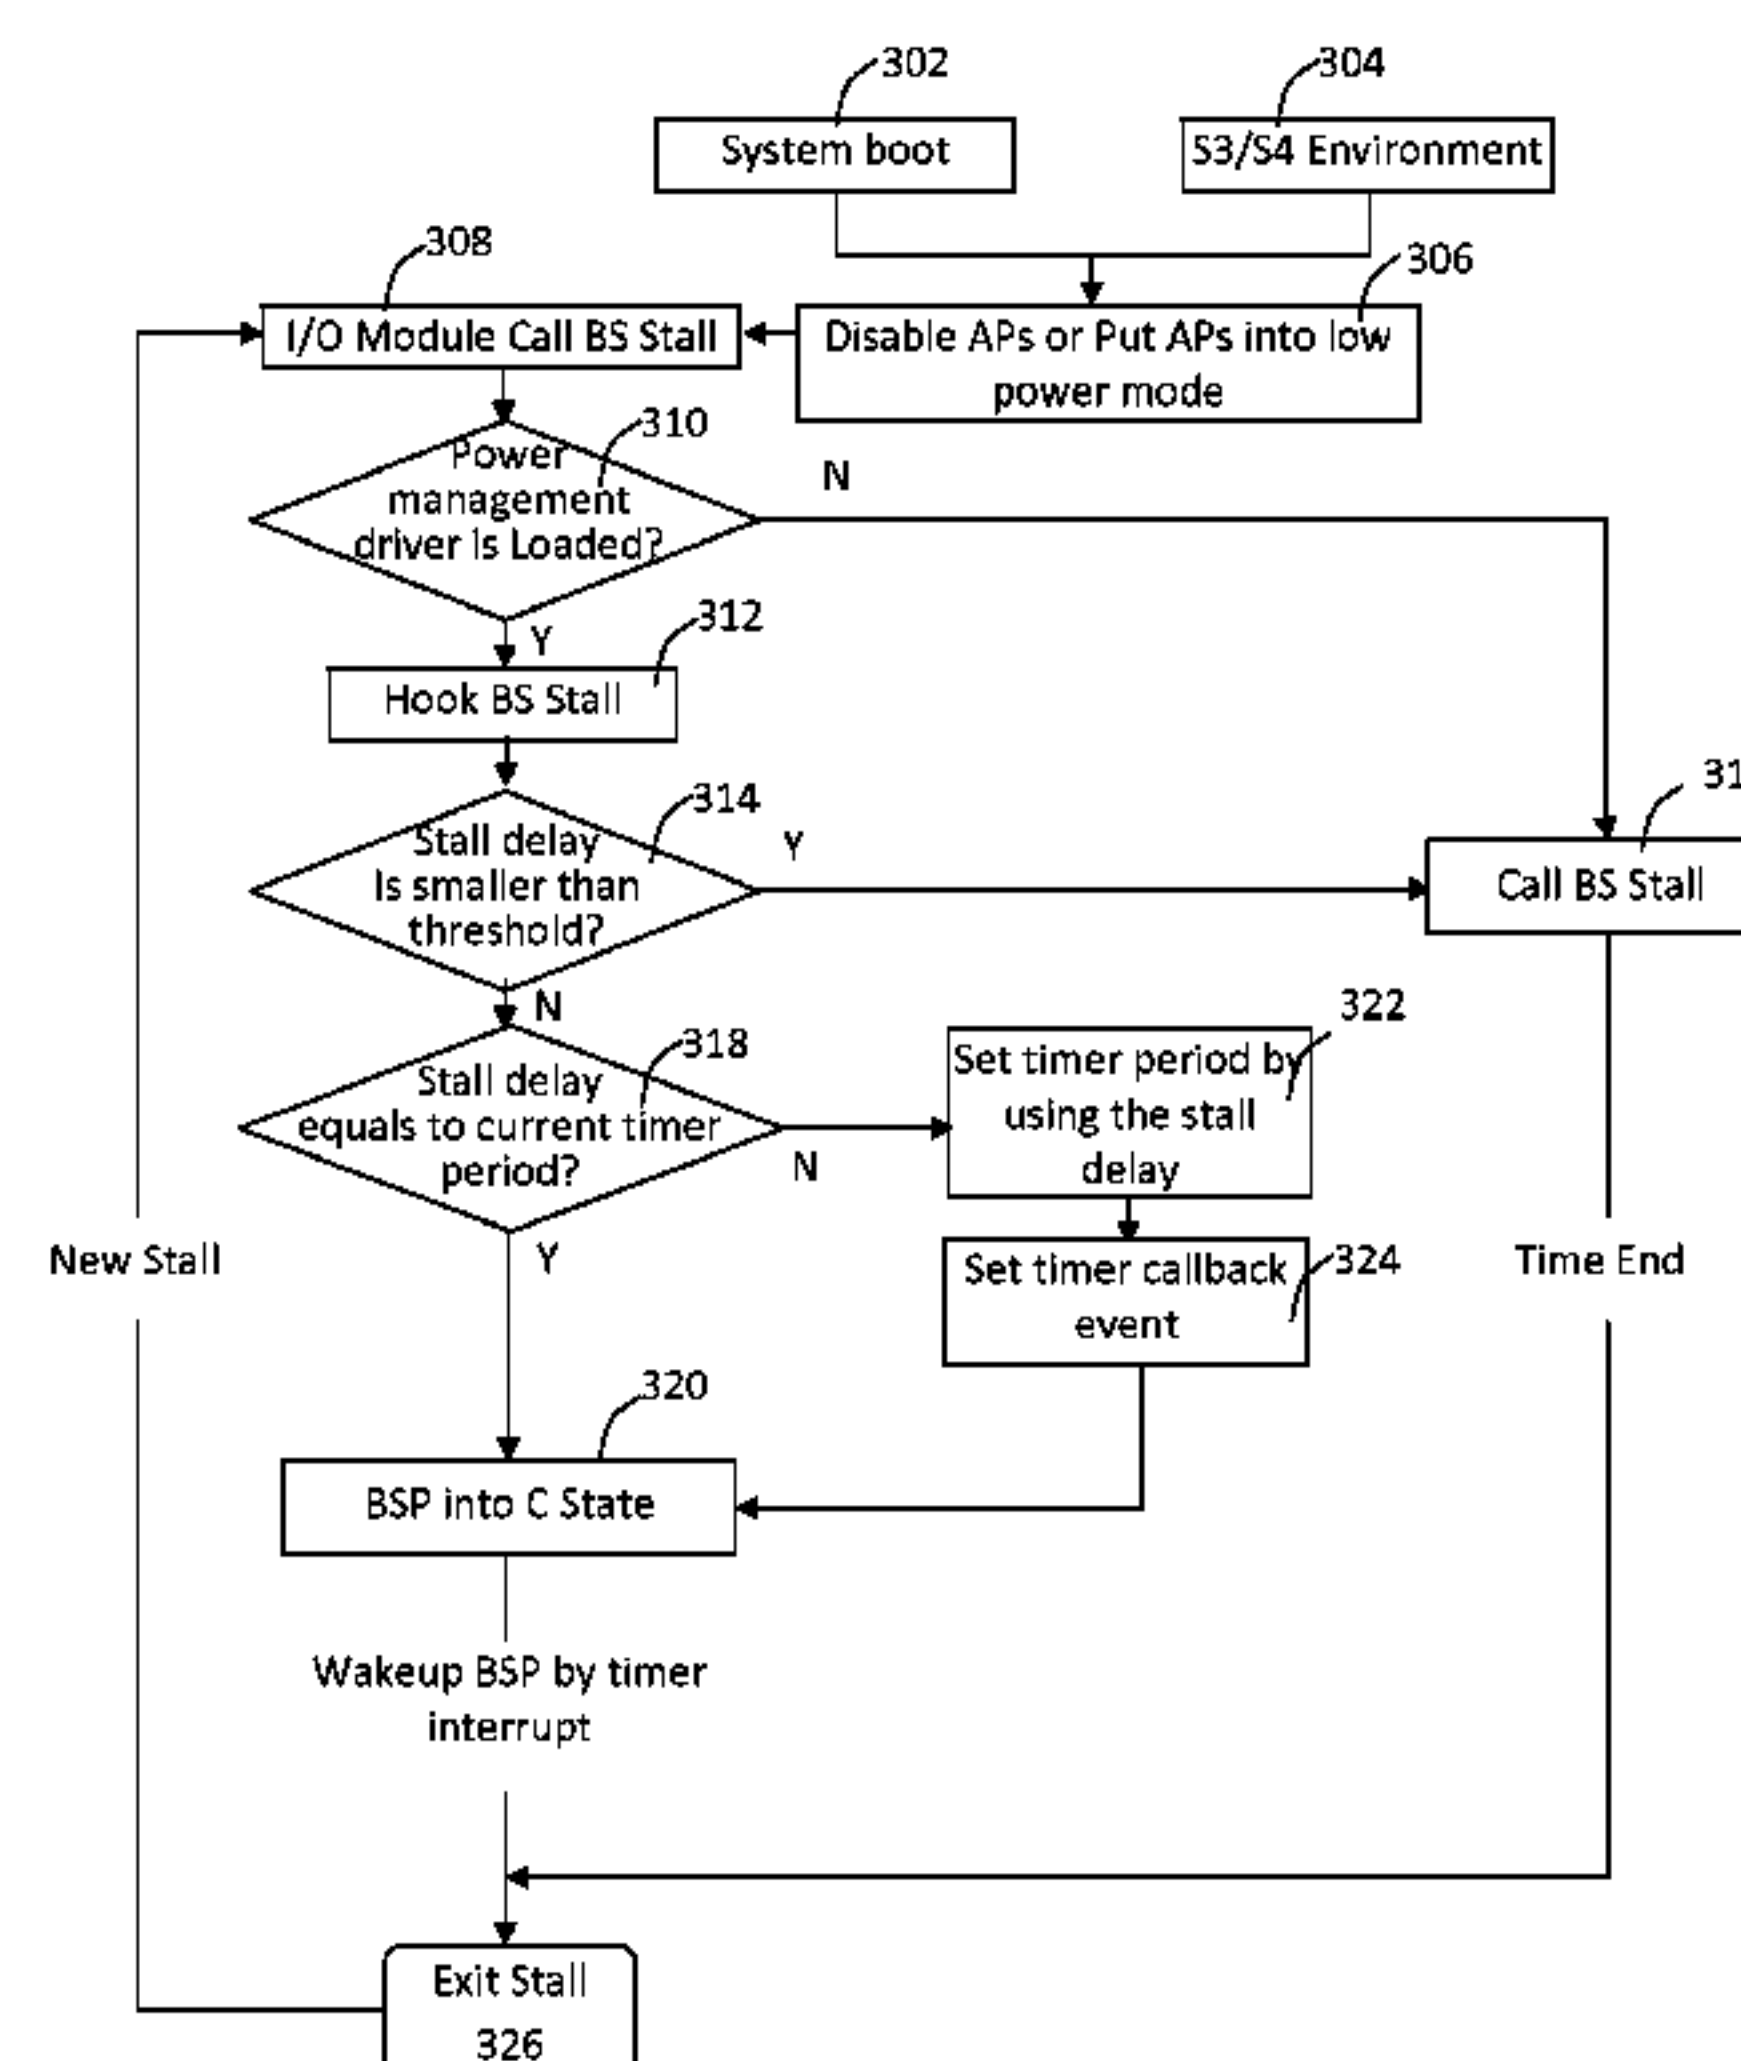 302
304
System boot
S3/S4 Environment
308
306
I/O Module Call BS Stall
Disable APs or Put APs into low
power mode
310
Power
management
driver is Loaded?
N
312
Y
Hook BS Stall
314
Stall delay
Is smaller than
threshold?
Y
31
Call BS Stall
N
318
Stall delay
equals to current timer
period?
N
322
Set timer period by
using the stall
delay
Y
New Stall
Set timer callback
event
324
Time End
320
BSP into C State
Wakeup BSP by timer
interrupt
Exit Stall
326